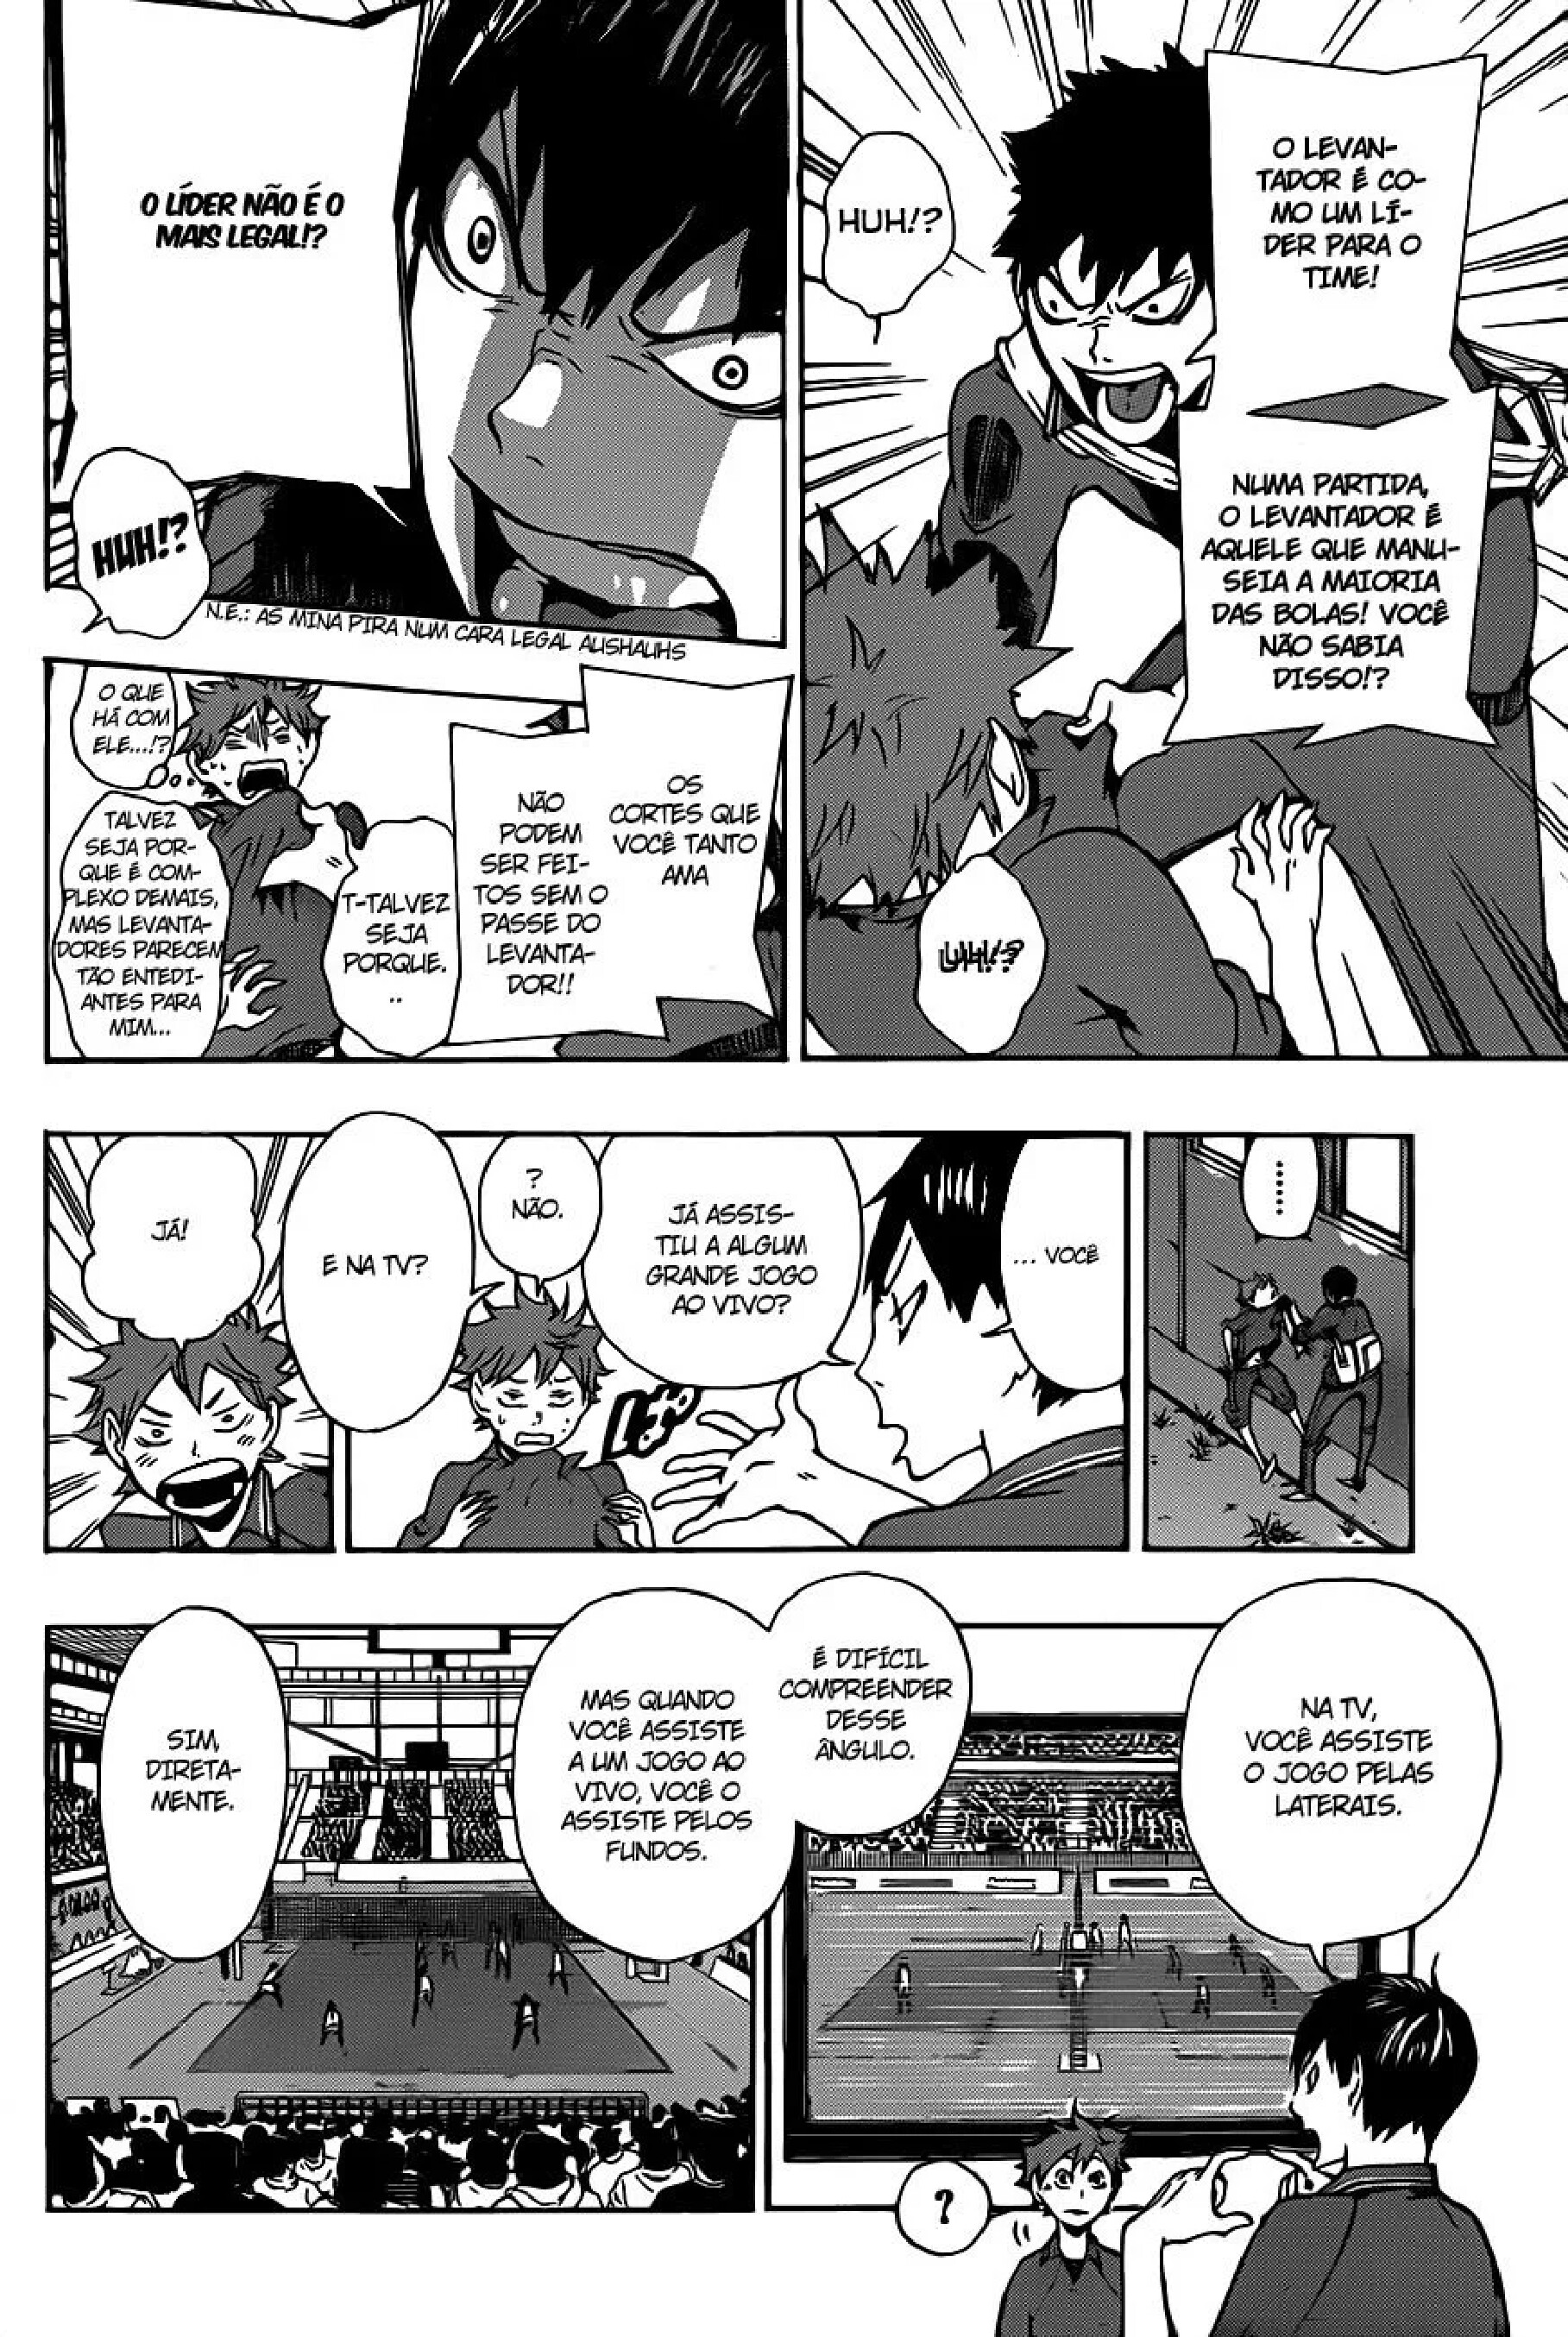 O LEVAN-
TADOR É CO-
MO UM LÍ-
DER PARA O
TIME!
HUH!?
NUMA PARTIDA,
O LEVANTADOR É
AQUELE QUE MANU-
SEIA A MAIORIA
DAS BOLAS! VOCÊ
NÃO SABIA
DISSO!?
O LÍDER NÃO É O
MAIS LEGAL!?
HUH!?
N.E.: AS MINA PIRA NUM CARA LEGAL AUSHAUHS
OS
CORTES QUE
VOCÊ TANTO
AMA
NÃO
PODEM
SER FEI-
TOS SEM O
PASSE DO
LEVANTA-
DOR!!
T-TALVEZ
SEJA
PORQUE.
..
O QUE
HÁ COM
ELE...!?
TALVEZ
SEJA POR-
QUE É COM-
PLEXO DEMAIS,
MAS LEVANTA-
DORES PARECEM
TÃO ENTEDI-
ANTES PARA
MIM...
......
... VOCÊ
JÁ ASSIS-
TIU A ALGUM
GRANDE JOGO
AO VIVO?
?
NÃO.
E NA TV?
JÁ!
NA TV,
VOCÊ ASSISTE
O JOGO PELAS
LATERAIS.
É DIFÍCIL
COMPREENDER
DESSE
ÂNGULO.
MAS QUANDO
VOCÊ ASSISTE
A UM JOGO AO
VIVO, VOCÊ O
ASSISTE PELOS
FUNDOS.
SIM,
DIRETA-
MENTE.
?